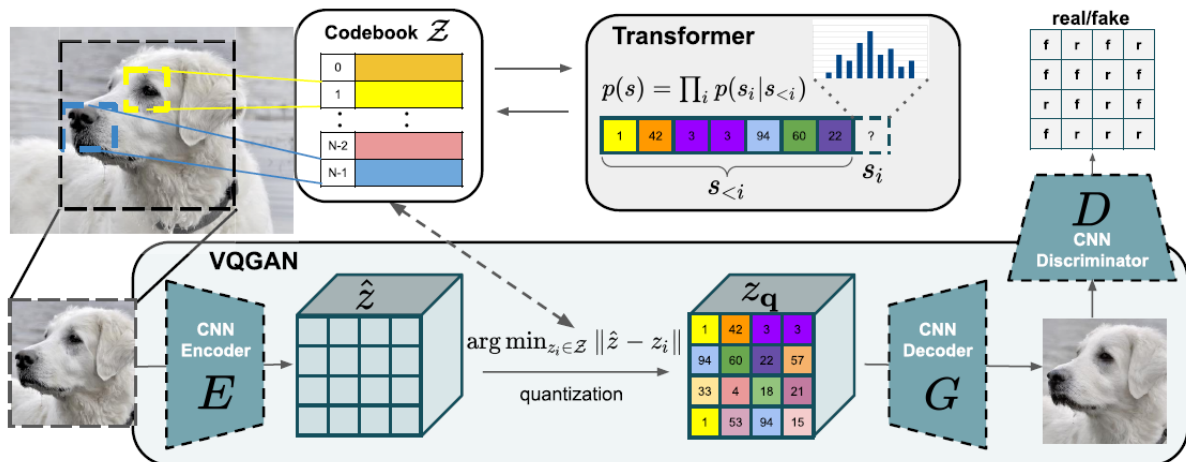 Codebook 𝒵
0
1
⋮ ⋮
N-2
N-1
Transformer
p(s) = ∏ᵢ p(sᵢ|s<ᵢ)
1 42 3 3 94 60 22 ?
s<ᵢ sᵢ
real/fake
f r f r
f f r r
r f r r
f r r r
D
CNN
Discriminator
VQGAN
CNN
Encoder
E
ẑ
arg min_{zᵢ∈𝒵} ‖ẑ − zᵢ‖
quantization
z_q
1 42 3 3
94 60 22 57
33 4 18 21
1 53 94 15
CNN
Decoder
G